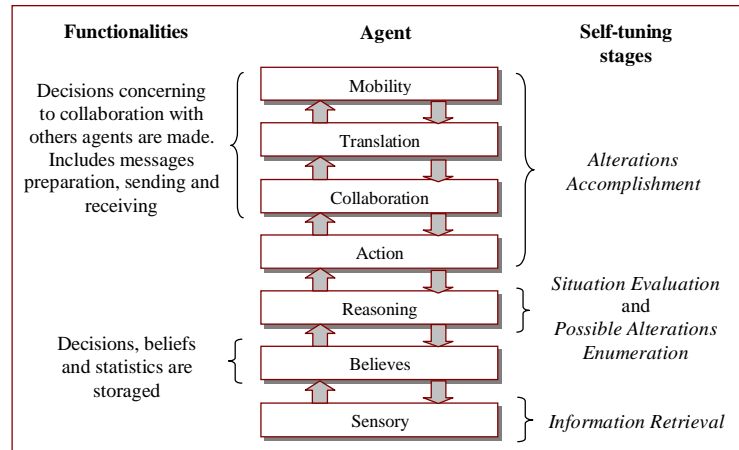 Functionalities
Agent
Self-tuning
stages
Decisions concerning
to collaboration with
others agents are made.
Includes messages
preparation, sending and
receiving
Mobility
Translation
Collaboration
Action
Reasoning
Believes
Sensory
Alterations
Accomplishment
Situation Evaluation
and
Possible Alterations
Enumeration
Decisions, beliefs
and statistics are
storaged
Information Retrieval